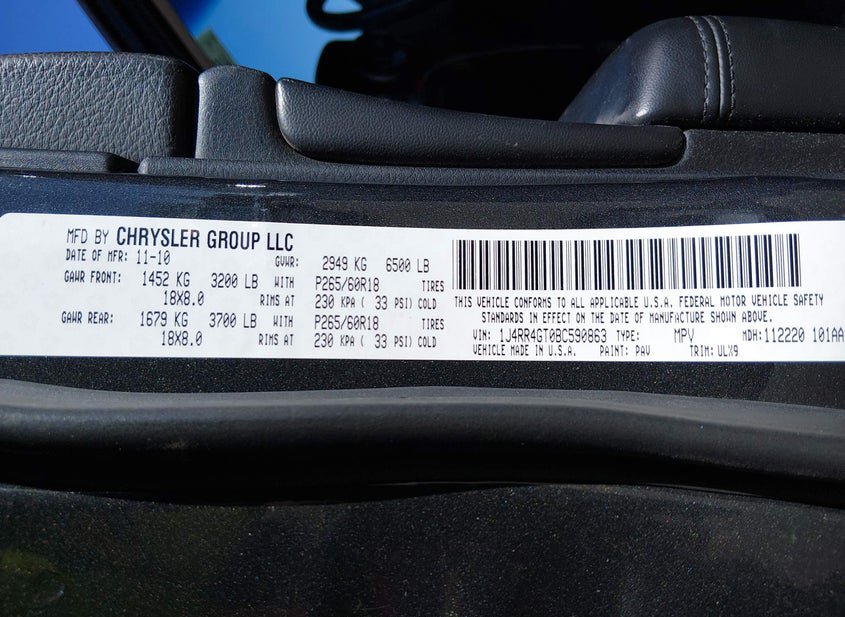 MFD BY CHRYSLER GROUP LLC
DATE OF MFR: 11-10 GVWR: 2949 KG 6500 LB
GAWR FRONT: 1452 KG 3200 LB WITH P265/60R18 TIRES
18X8.0 RIMS AT 230 KPA ( 33 PSI) COLD
GAWR REAR: 1679 KG 3700 LB WITH P265/60R18 TIRES
18X8.0 RIMS AT 230 KPA ( 33 PSI) COLD
THIS VEHICLE CONFORMS TO ALL APPLICABLE U.S.A. FEDERAL MOTOR VEHICLE SAFETY
STANDARDS IN EFFECT ON THE DATE OF MANUFACTURE SHOWN ABOVE.
VIN: 1J4RR4GT0BC590863 TYPE: MPV MDH: 112220 101AA
VEHICLE MADE IN U.S.A. PAINT: PAV TRIM: ULX9